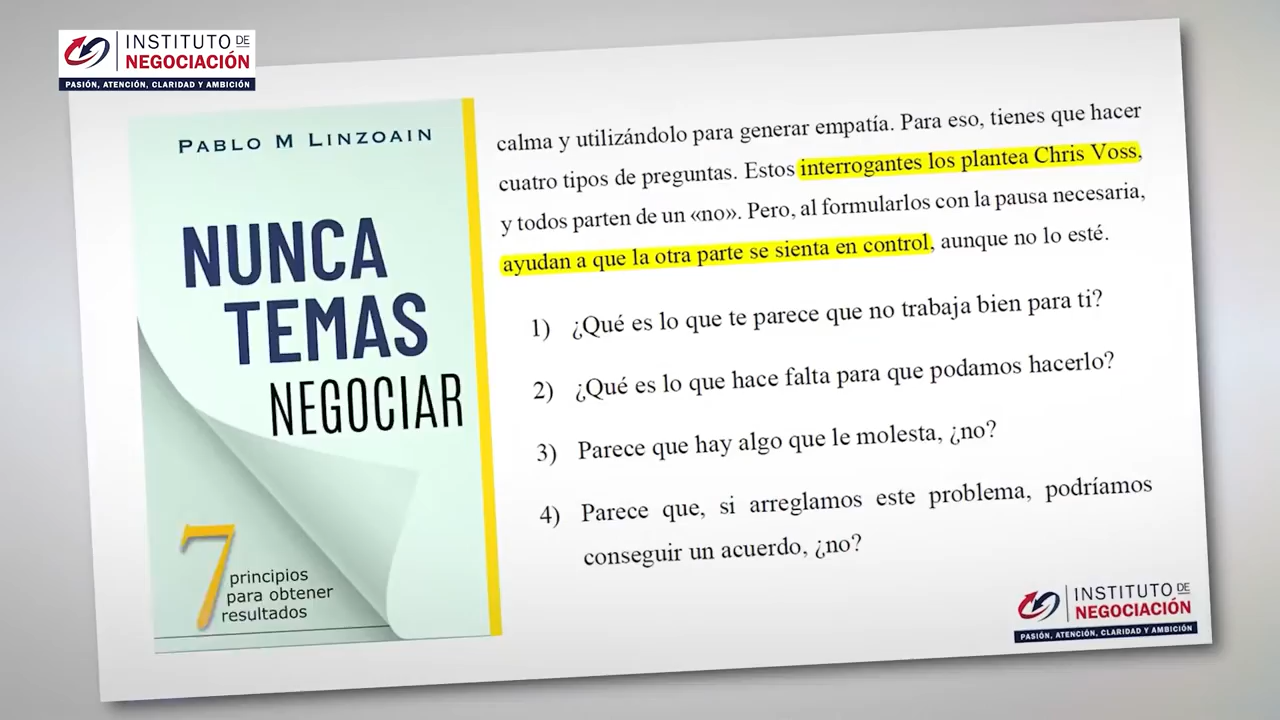 INSTITUTO DE
NEGOCIACIÓN
PASIÓN, ATENCIÓN, CLARIDAD Y AMBICIÓN
PABLO M LINZOAIN
NUNCA
TEMAS
NEGOCIAR
7
principios
para obtener
resultados
calma y utilizándolo para generar empatía. Para eso, tienes que hacer
cuatro tipos de preguntas. Estos interrogantes los plantea Chris Voss,
y todos parten de un «no». Pero, al formularlos con la pausa necesaria,
ayudan a que la otra parte se sienta en control, aunque no lo esté.
1) ¿Qué es lo que te parece que no trabaja bien para ti?
2) ¿Qué es lo que hace falta para que podamos hacerlo?
3) Parece que hay algo que le molesta, ¿no?
4) Parece que, si arreglamos este problema, podríamos
conseguir un acuerdo, ¿no?
INSTITUTO DE
NEGOCIACIÓN
PASIÓN, ATENCIÓN, CLARIDAD Y AMBICIÓN